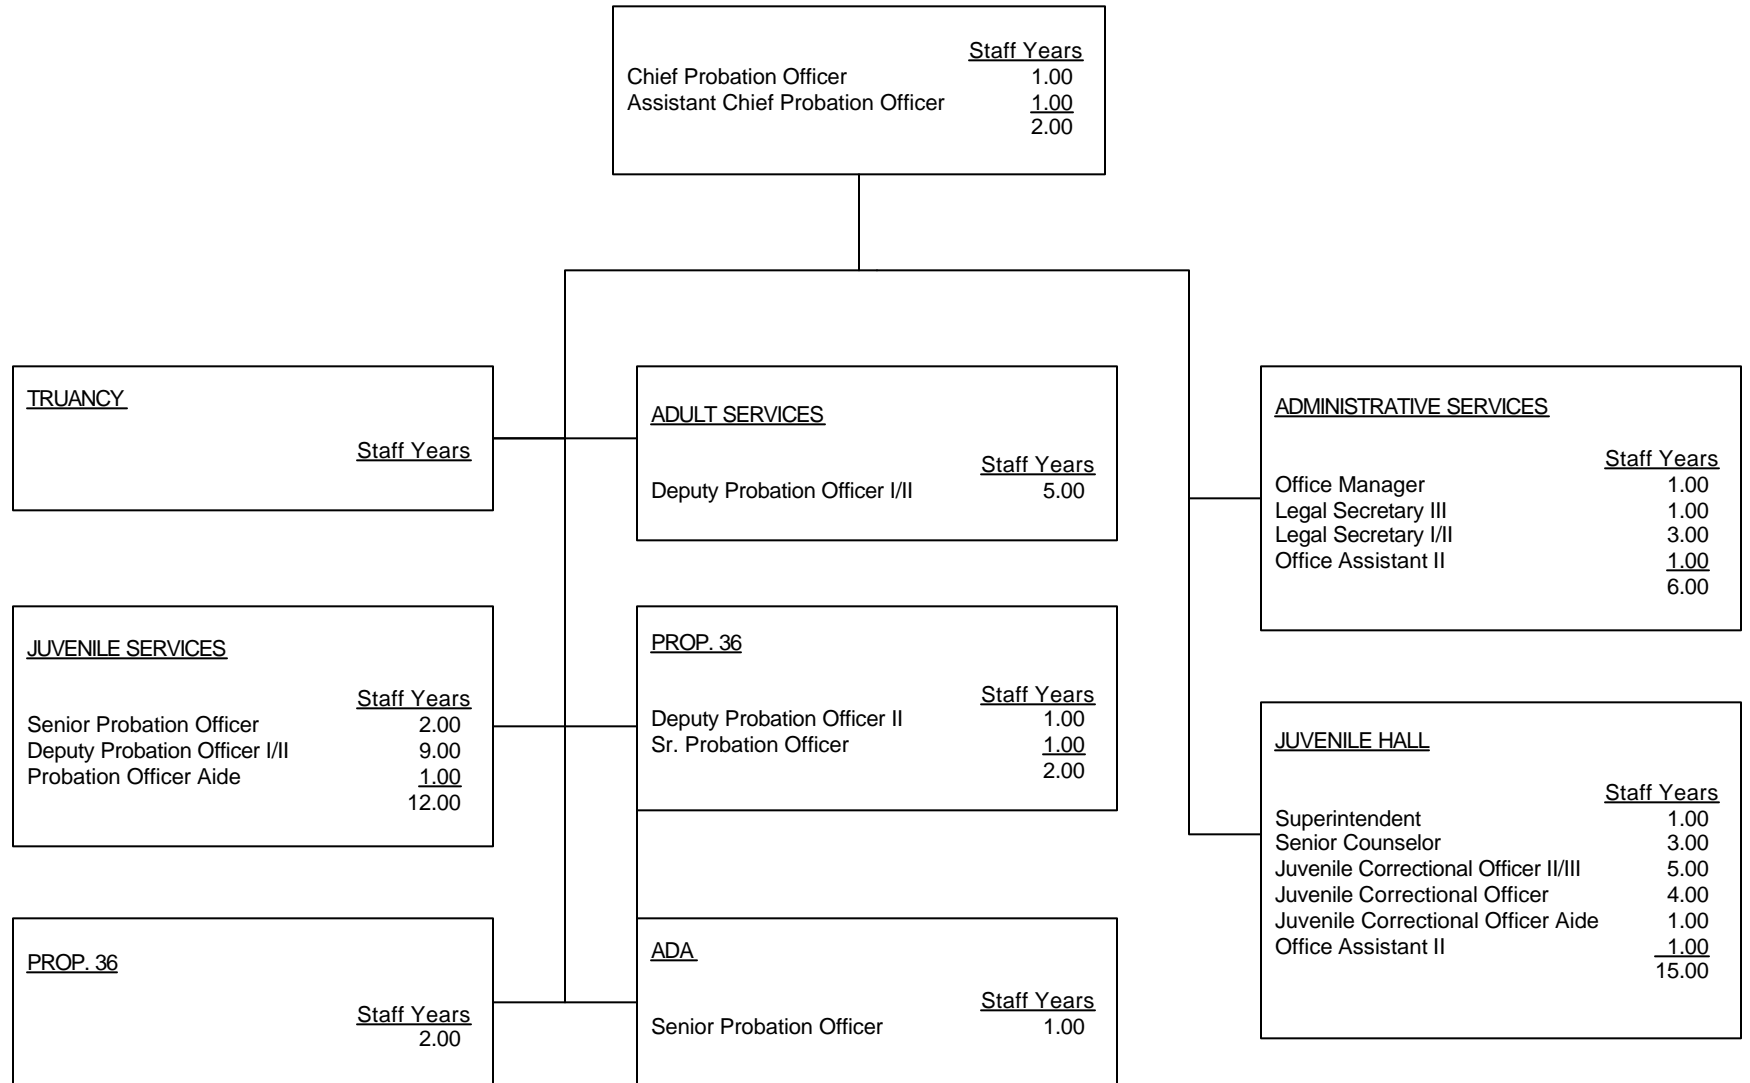 Staff Years
Chief Probation Officer 1.00
Assistant Chief Probation Officer 1.00
2.00
TRUANCY
Staff Years
ADULT SERVICES
Staff Years
Deputy Probation Officer I/II 5.00
ADMINISTRATIVE SERVICES
Staff Years
Office Manager 1.00
Legal Secretary III 1.00
Legal Secretary I/II 3.00
Office Assistant II 1.00
6.00
JUVENILE SERVICES
Staff Years
Senior Probation Officer 2.00
Deputy Probation Officer I/II 9.00
Probation Officer Aide 1.00
12.00
PROP. 36
Staff Years
Deputy Probation Officer II 1.00
Sr. Probation Officer 1.00
2.00
JUVENILE HALL
Staff Years
Superintendent 1.00
Senior Counselor 3.00
Juvenile Correctional Officer II/III 5.00
Juvenile Correctional Officer 4.00
Juvenile Correctional Officer Aide 1.00
Office Assistant II 1.00
15.00
PROP. 36
Staff Years
2.00
ADA
Staff Years
Senior Probation Officer 1.00